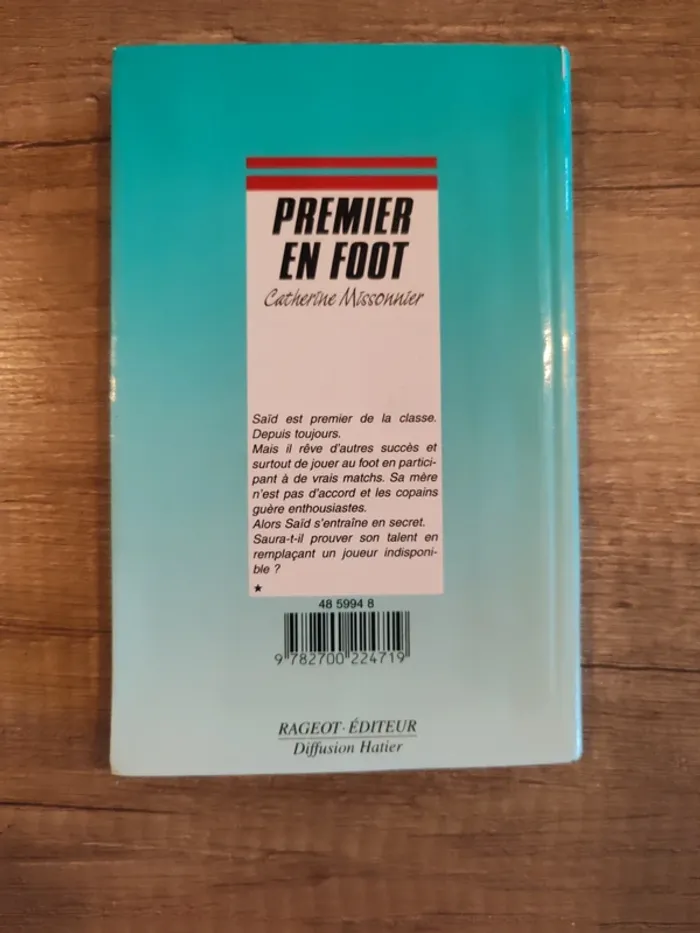 PREMIER
EN FOOT
Catherine Missonnier
Saïd est premier de la classe.
Depuis toujours.
Mais il rêve d'autres succès et
surtout de jouer au foot en partici-
pant à de vrais matchs. Sa mère
n'est pas d'accord et les copains
guère enthousiastes.
Alors Saïd s'entraîne en secret.
Saura-t-il prouver son talent en
remplaçant un joueur indisponi-
ble ?
★
48 5994 8
9 782700 224719
RAGEOT·ÉDITEUR
Diffusion Hatier